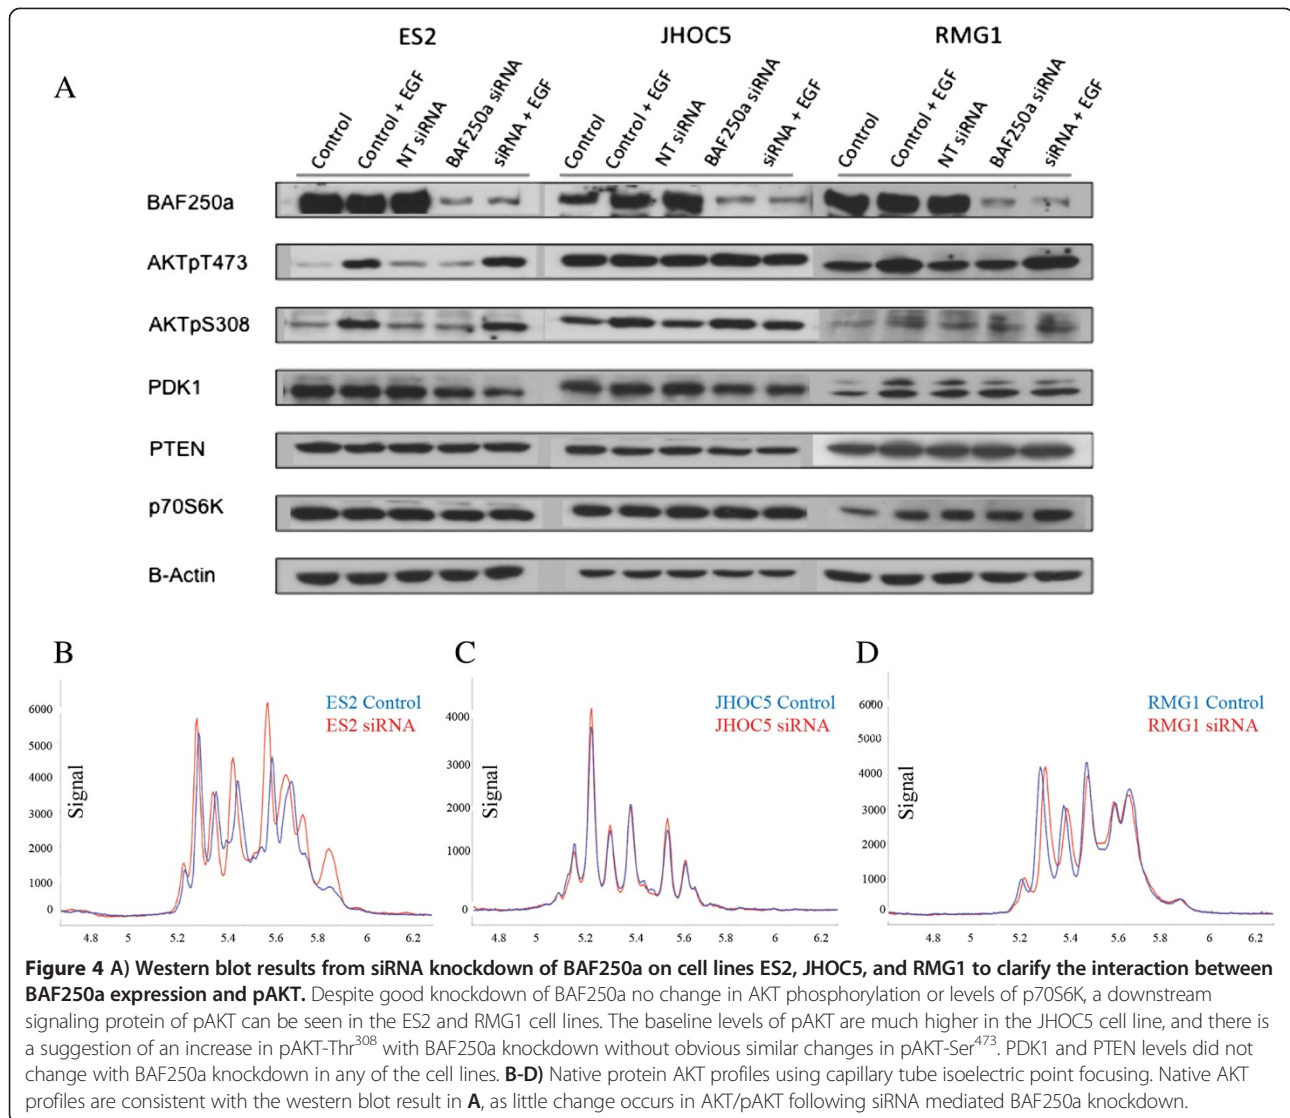 ES2 JHOC5 RMG1
A
Control Control + EGF NT siRNA BAF250a siRNA siRNA + EGF Control Control + EGF NT siRNA BAF250a siRNA siRNA + EGF Control Control + EGF NT siRNA BAF250a siRNA siRNA + EGF
BAF250a
AKTpT473
AKTpS308
PDK1
PTEN
p70S6K
B-Actin
B C D
ES2 Control
ES2 siRNA
Signal
6000
5000
4000
3000
2000
1000
0
4.8 5 5.2 5.4 5.6 5.8 6 6.2
JHOC5 Control
JHOC5 siRNA
Signal
4000
3000
2000
1000
0
4.8 5 5.2 5.4 5.6 5.8 6 6.2
RMG1 Control
RMG1 siRNA
Signal
6000
5000
4000
3000
2000
1000
0
4.8 5 5.2 5.4 5.6 5.8 6 6.2
Figure 4 A) Western blot results from siRNA knockdown of BAF250a on cell lines ES2, JHOC5, and RMG1 to clarify the interaction between
BAF250a expression and pAKT. Despite good knockdown of BAF250a no change in AKT phosphorylation or levels of p70S6K, a downstream
signaling protein of pAKT can be seen in the ES2 and RMG1 cell lines. The baseline levels of pAKT are much higher in the JHOC5 cell line, and there is
a suggestion of an increase in pAKT-Thr308 with BAF250a knockdown without obvious similar changes in pAKT-Ser473. PDK1 and PTEN levels did not
change with BAF250a knockdown in any of the cell lines. B-D) Native protein AKT profiles using capillary tube isoelectric point focusing. Native AKT
profiles are consistent with the western blot result in A, as little change occurs in AKT/pAKT following siRNA mediated BAF250a knockdown.